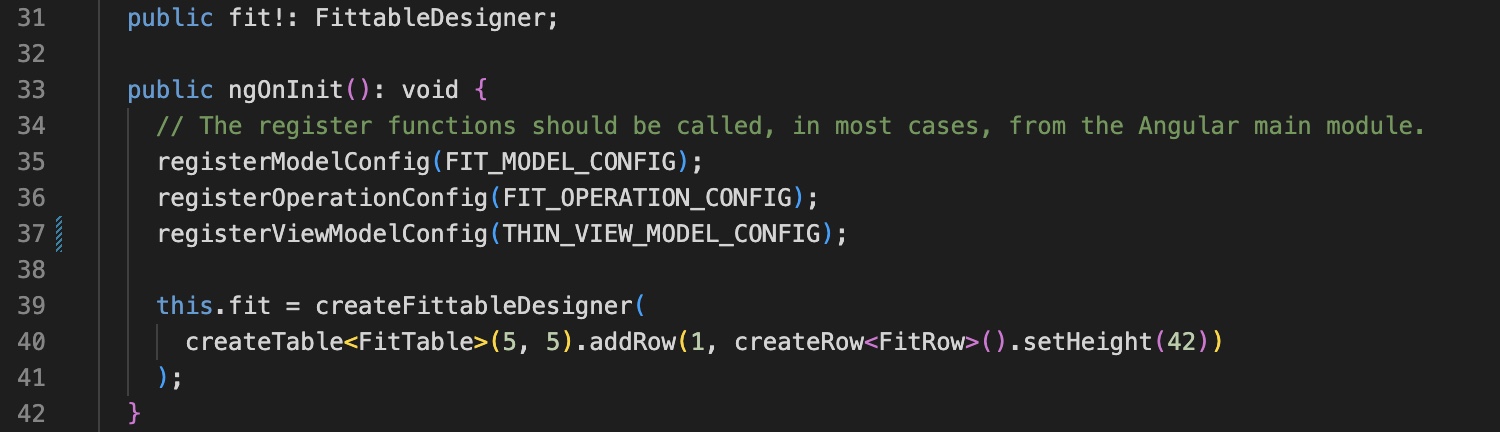 31 public fit!: FittableDesigner;
32
33 public ngOnInit(): void {
34 // The register functions should be called, in most cases, from the Angular main module.
35 registerModelConfig(FIT_MODEL_CONFIG);
36 registerOperationConfig(FIT_OPERATION_CONFIG);
37 registerViewModelConfig(THIN_VIEW_MODEL_CONFIG);
38
39 this.fit = createFittableDesigner(
40 createTable<FitTable>(5, 5).addRow(1, createRow<FitRow>().setHeight(42))
41 );
42 }